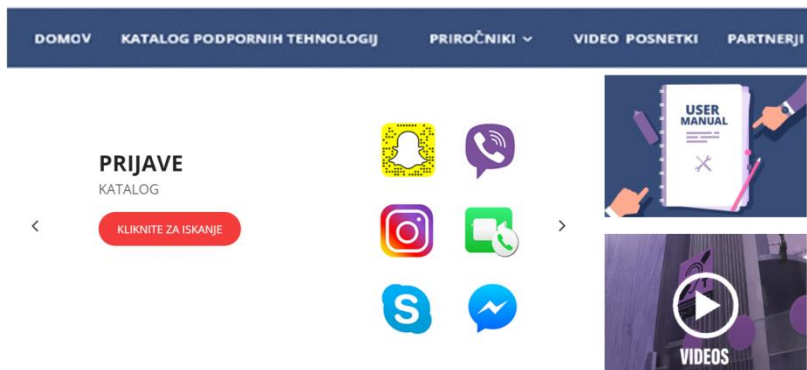 DOMOV KATALOG PODPORNIH TEHNOLOGIJ PRIROČNIKI VIDEO POSNETKI PARTNERJI
PRIJAVE
KATALOG
KLIKNITE ZA ISKANJE
USER
MANUAL
VIDEOS